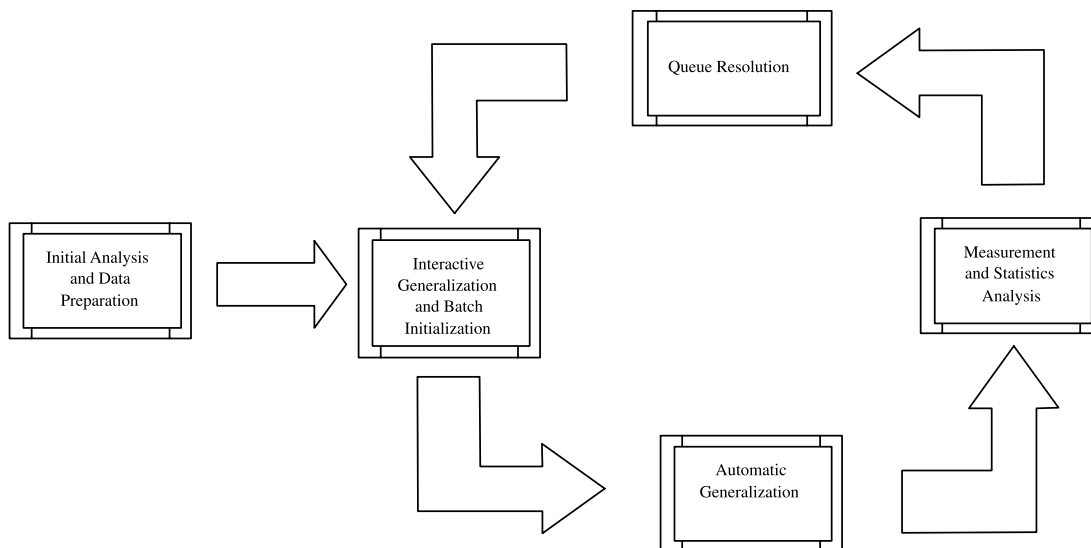 Queue Resolution
Initial Analysis
and Data
Preparation
Interactive
Generalization
and Batch
Initialization
Measurement
and Statistics
Analysis
Automatic
Generalization